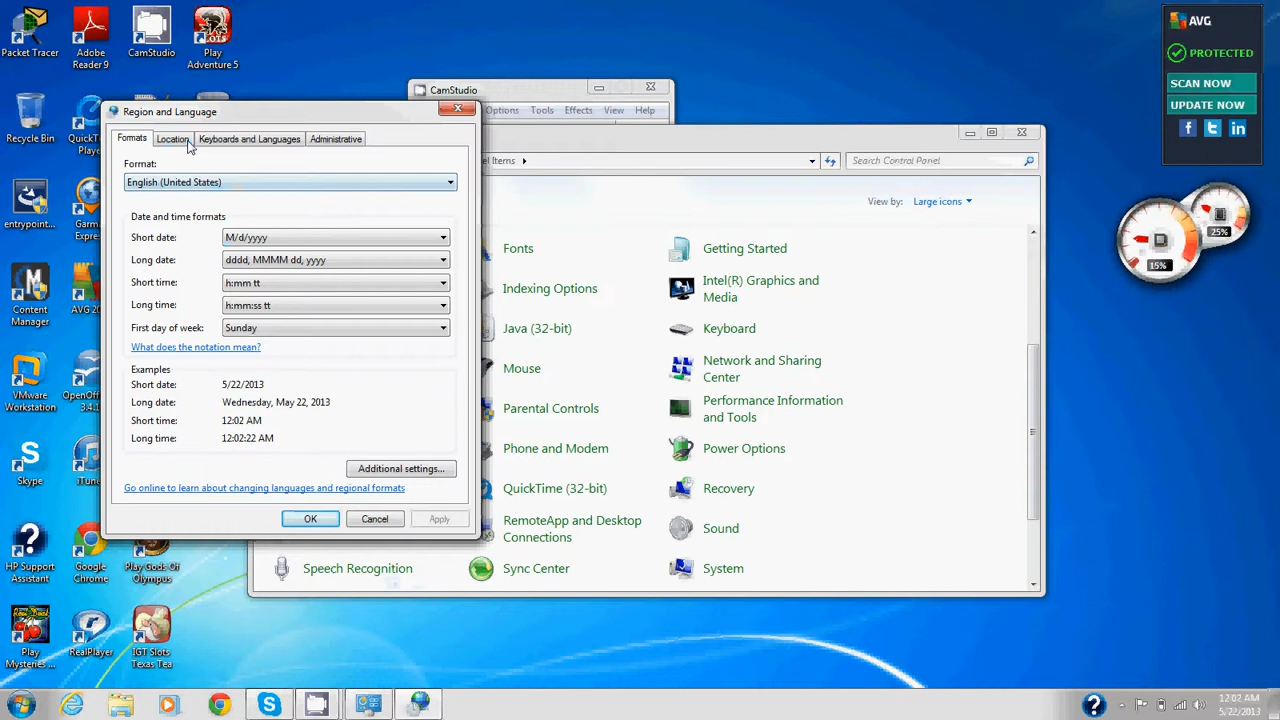 Packet Tracer
Adobe Reader 9
CamStudio
Play Adventure 5
AVG
PROTECTED
SCAN NOW
UPDATE NOW
CamStudio
Options Tools Effects View Help
Region and Language
Formats Location Keyboards and Languages Administrative
Format:
English (United States)
Date and time formats
Short date: M/d/yyyy
Long date: dddd, MMMM dd, yyyy
Short time: h:mm tt
Long time: h:mm:ss tt
First day of week: Sunday
What does the notation mean?
Examples
Short date: 5/22/2013
Long date: Wednesday, May 22, 2013
Short time: 12:02 AM
Long time: 12:02:22 AM
Additional settings...
Go online to learn about changing languages and regional formats
OK Cancel Apply
Search Control Panel
View by: Large icons
Fonts
Getting Started
Indexing Options
Intel(R) Graphics and Media
Java (32-bit)
Keyboard
Mouse
Network and Sharing Center
Parental Controls
Performance Information and Tools
Phone and Modem
Power Options
QuickTime (32-bit)
Recovery
RemoteApp and Desktop Connections
Sound
Speech Recognition
Sync Center
System
25%
15%
Recycle Bin
Play
entrypoint...
Garm
Expre
Content Manager
AVG 20
VMware Workstation
OpenOff
3.4.1
Skype
iTune
HP Support Assistant
Google Chrome
Play Gods Of Olympus
Play Mysteries ...
RealPlayer
IGT Slots Texas Tea
12:02 AM
5/22/2013